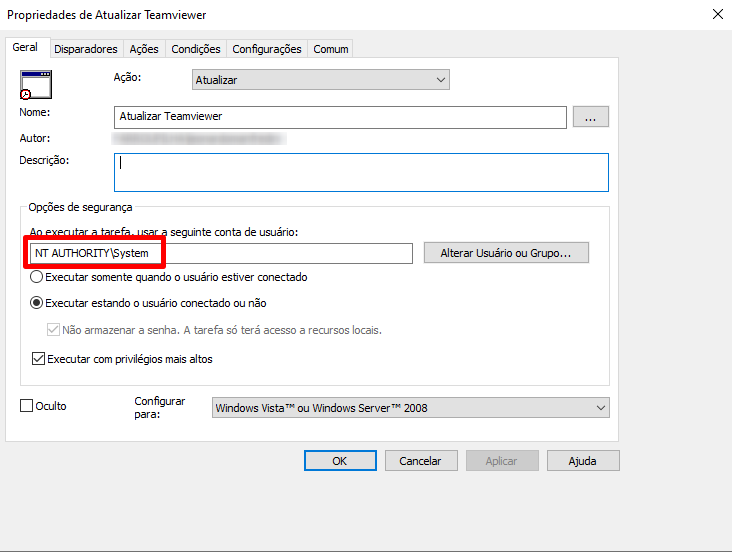 Propriedades de Atualizar Teamviewer
Geral Disparadores Ações Condições Configurações Comum
Ação: Atualizar
Nome: Atualizar Teamviewer ...
Autor:
Descrição:
Opções de segurança
Ao executar a tarefa, usar a seguinte conta de usuário:
NT AUTHORITY\System Alterar Usuário ou Grupo...
Executar somente quando o usuário estiver conectado
Executar estando o usuário conectado ou não
Não armazenar a senha. A tarefa só terá acesso a recursos locais.
Executar com privilégios mais altos
Oculto Configurar para: Windows Vista™ ou Windows Server™ 2008
OK Cancelar Aplicar Ajuda